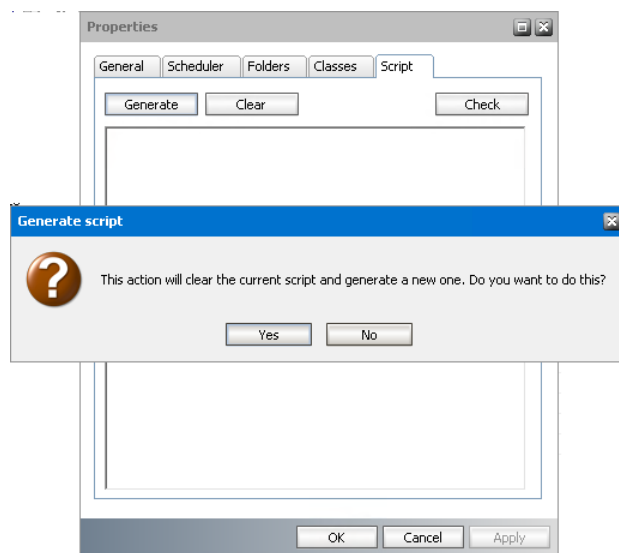 Properties
General Scheduler Folders Classes Script
Generate Clear Check
Generate script
This action will clear the current script and generate a new one. Do you want to do this?
Yes No
OK Cancel Apply